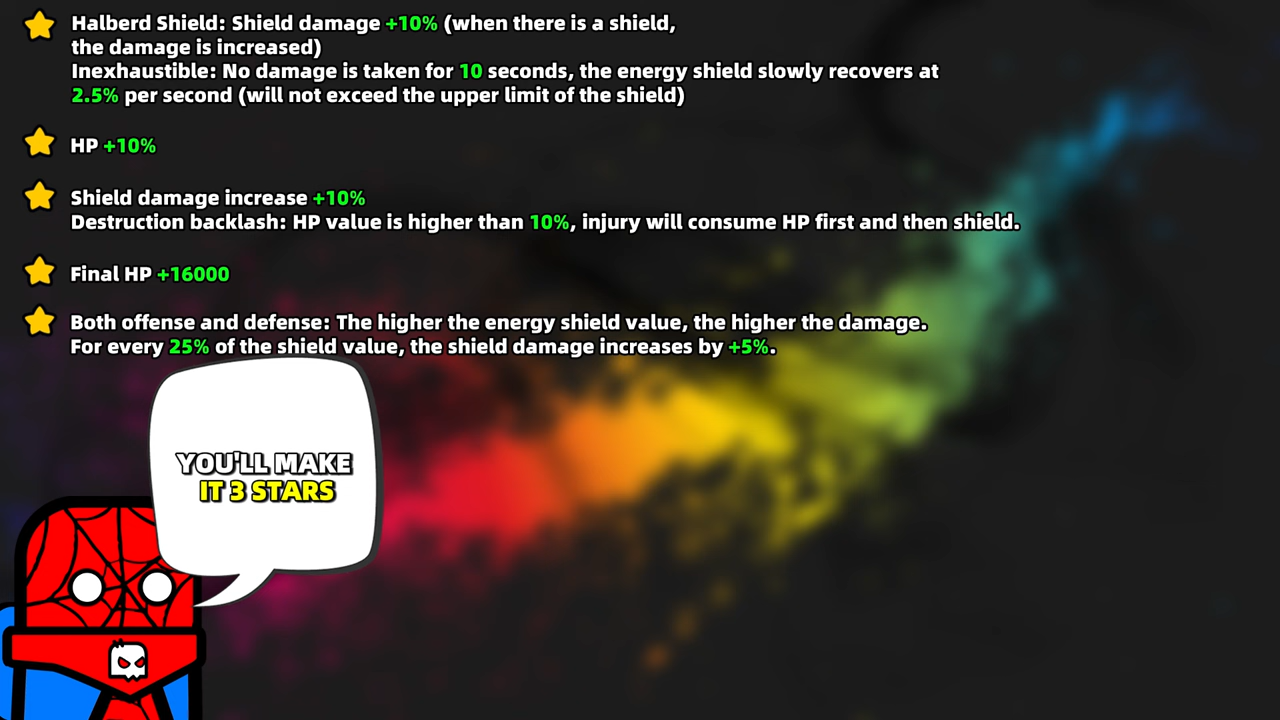 Halberd Shield: Shield damage +10% (when there is a shield,
the damage is increased)
Inexhaustible: No damage is taken for 10 seconds, the energy shield slowly recovers at
2.5% per second (will not exceed the upper limit of the shield)
HP +10%
Shield damage increase +10%
Destruction backlash: HP value is higher than 10%, injury will consume HP first and then shield.
Final HP +16000
Both offense and defense: The higher the energy shield value, the higher the damage.
For every 25% of the shield value, the shield damage increases by +5%.
YOU'LL MAKE
IT 3 STARS